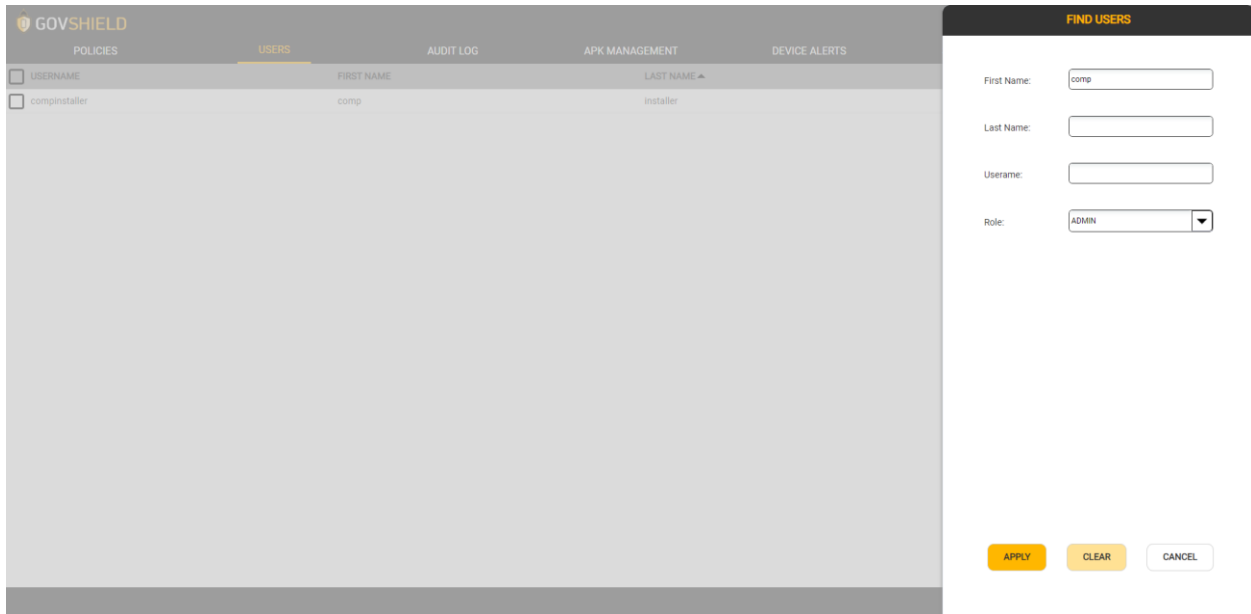 GOVSHIELD
FIND USERS
POLICIES USERS AUDIT LOG APK MANAGEMENT DEVICE ALERTS
USERNAME FIRST NAME LAST NAME
compinstaller comp installer
First Name: comp
Last Name:
Userame:
Role: ADMIN
APPLY CLEAR CANCEL